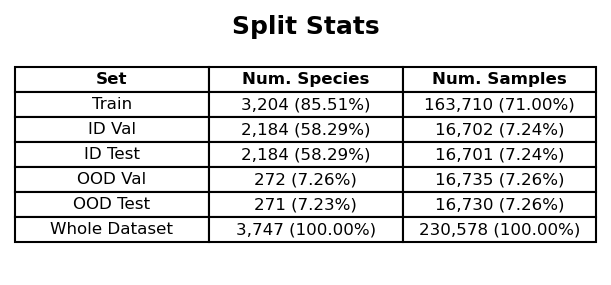 Split Stats
Set Num. Species Num. Samples
Train 3,204 (85.51%) 163,710 (71.00%)
ID Val 2,184 (58.29%) 16,702 (7.24%)
ID Test 2,184 (58.29%) 16,701 (7.24%)
OOD Val 272 (7.26%) 16,735 (7.26%)
OOD Test 271 (7.23%) 16,730 (7.26%)
Whole Dataset 3,747 (100.00%) 230,578 (100.00%)